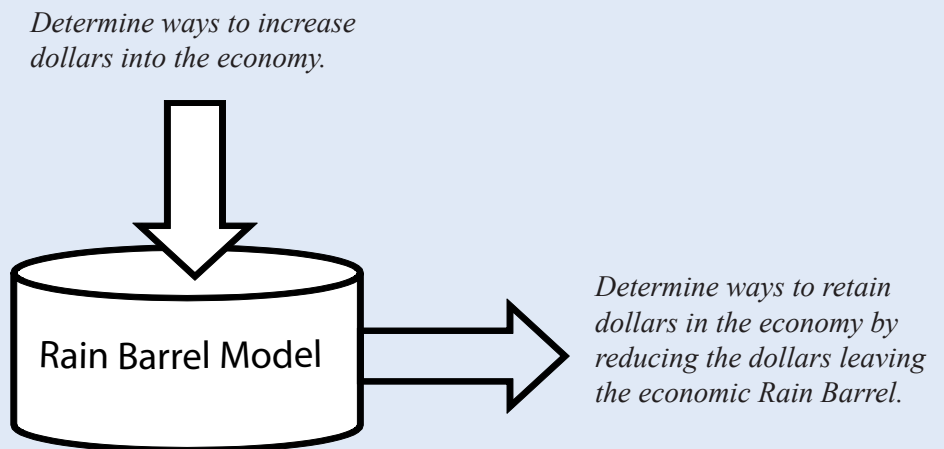 Determine ways to increase
dollars into the economy.
Rain Barrel Model
Determine ways to retain
dollars in the economy by
reducing the dollars leaving
the economic Rain Barrel.